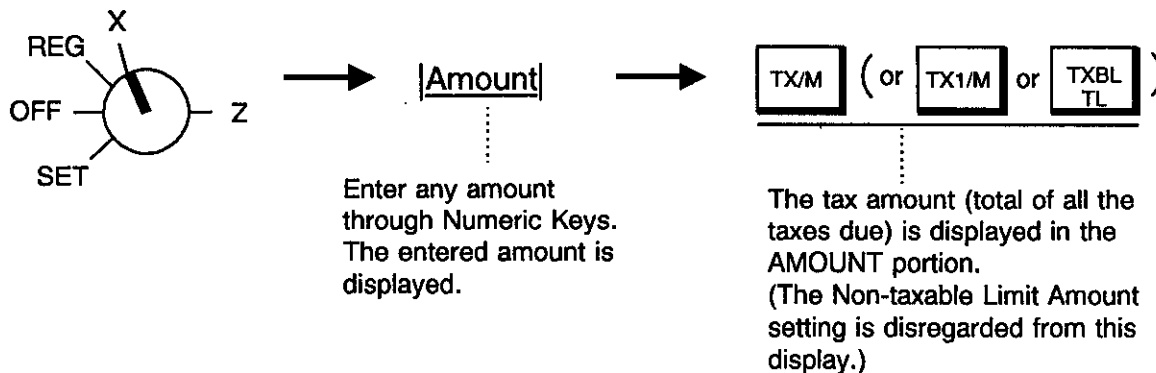 X
REG
OFF
Z
SET
|Amount|
TX/M ( or TX1/M or TXBL TL )
Enter any amount
through Numeric Keys.
The entered amount is
displayed.
The tax amount (total of all the
taxes due) is displayed in the
AMOUNT portion.
(The Non-taxable Limit Amount
setting is disregarded from this
display.)